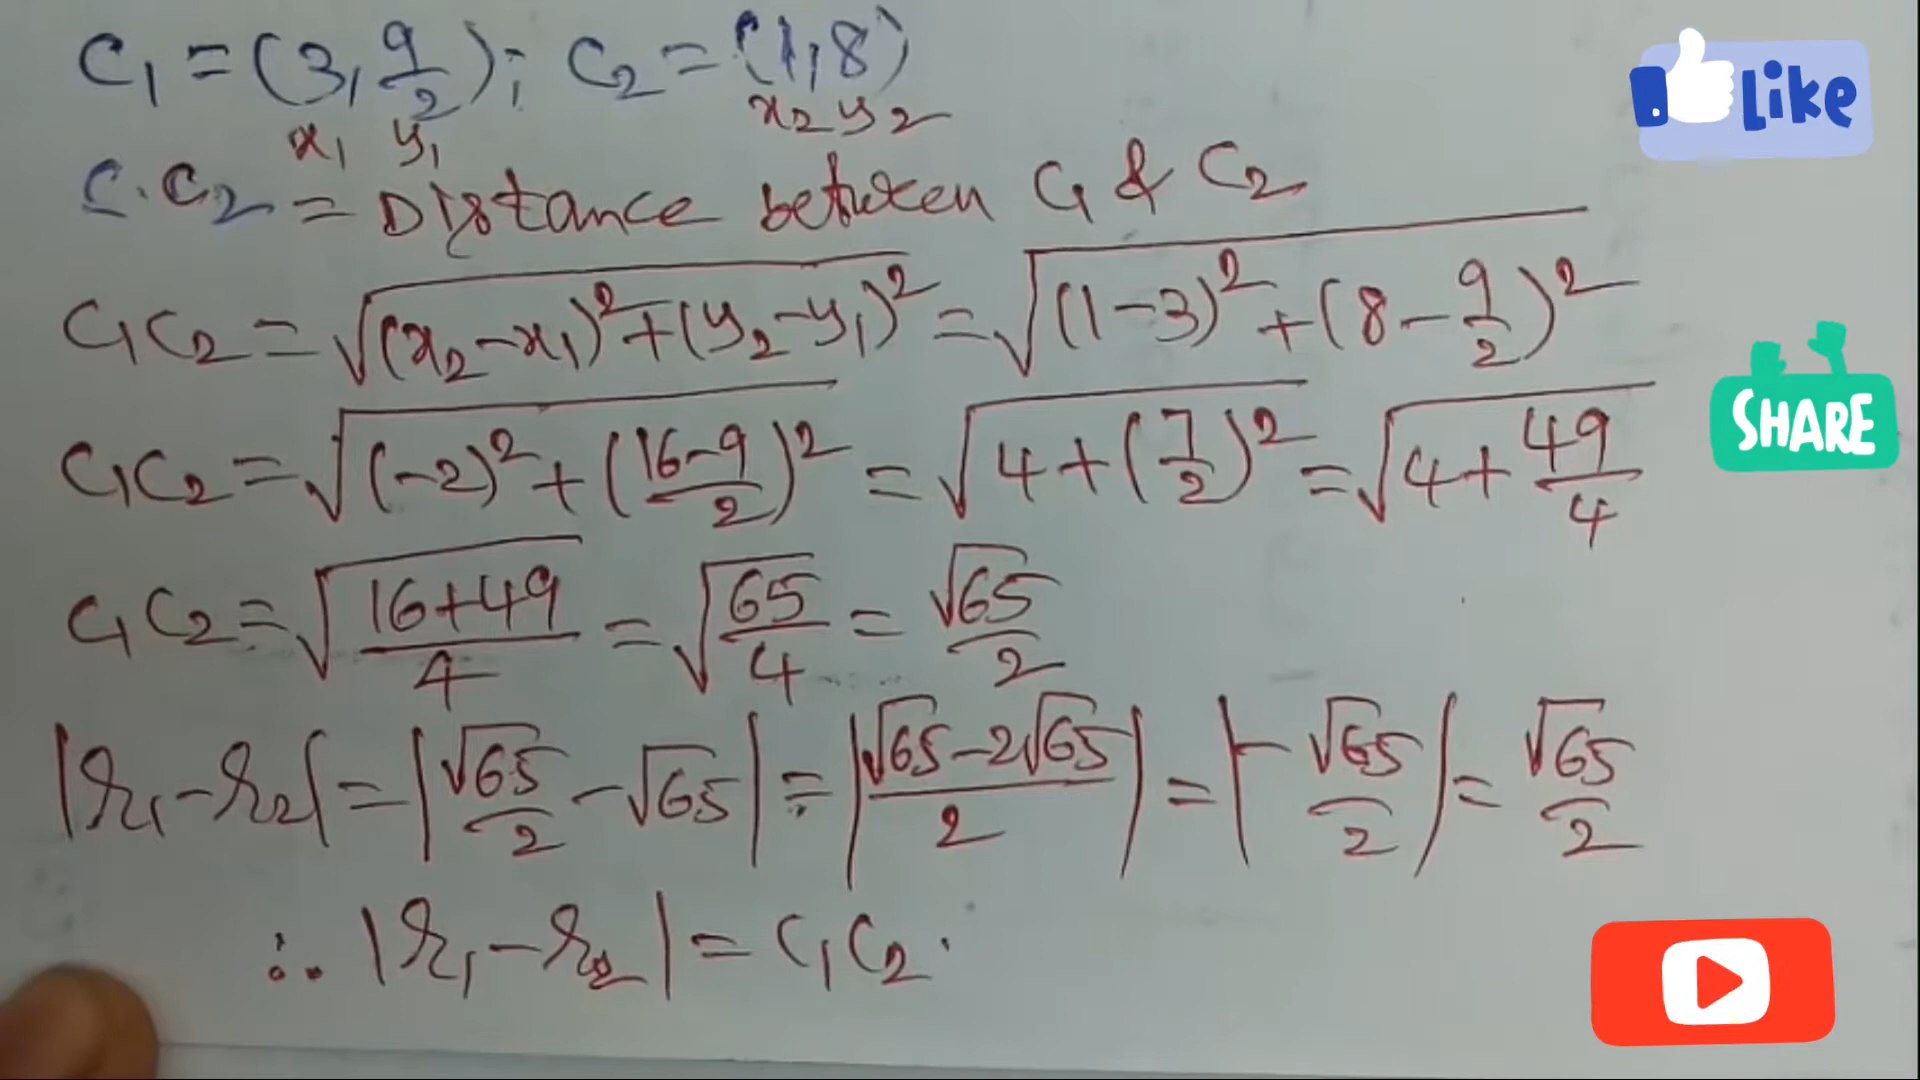 C₁ = (3, 9/2); C₂ = (1, 8)
x₁ y₁ x₂ y₂
C.C₂ = Distance between C₁ & C₂
C₁C₂ = √((x₂-x₁)²+(y₂-y₁)²) = √((1-3)²+(8-9/2)²)
C₁C₂ = √((-2)²+((16-9)/2)²) = √(4+(7/2)²) = √(4+49/4)
C₁C₂ = √((16+49)/4) = √(65/4) = √65/2
|r₁-r₂| = |√65/2 - √65| = |(√65-2√65)/2| = |-√65/2| = √65/2
∴ |r₁-r₂| = C₁C₂.
Like
SHARE